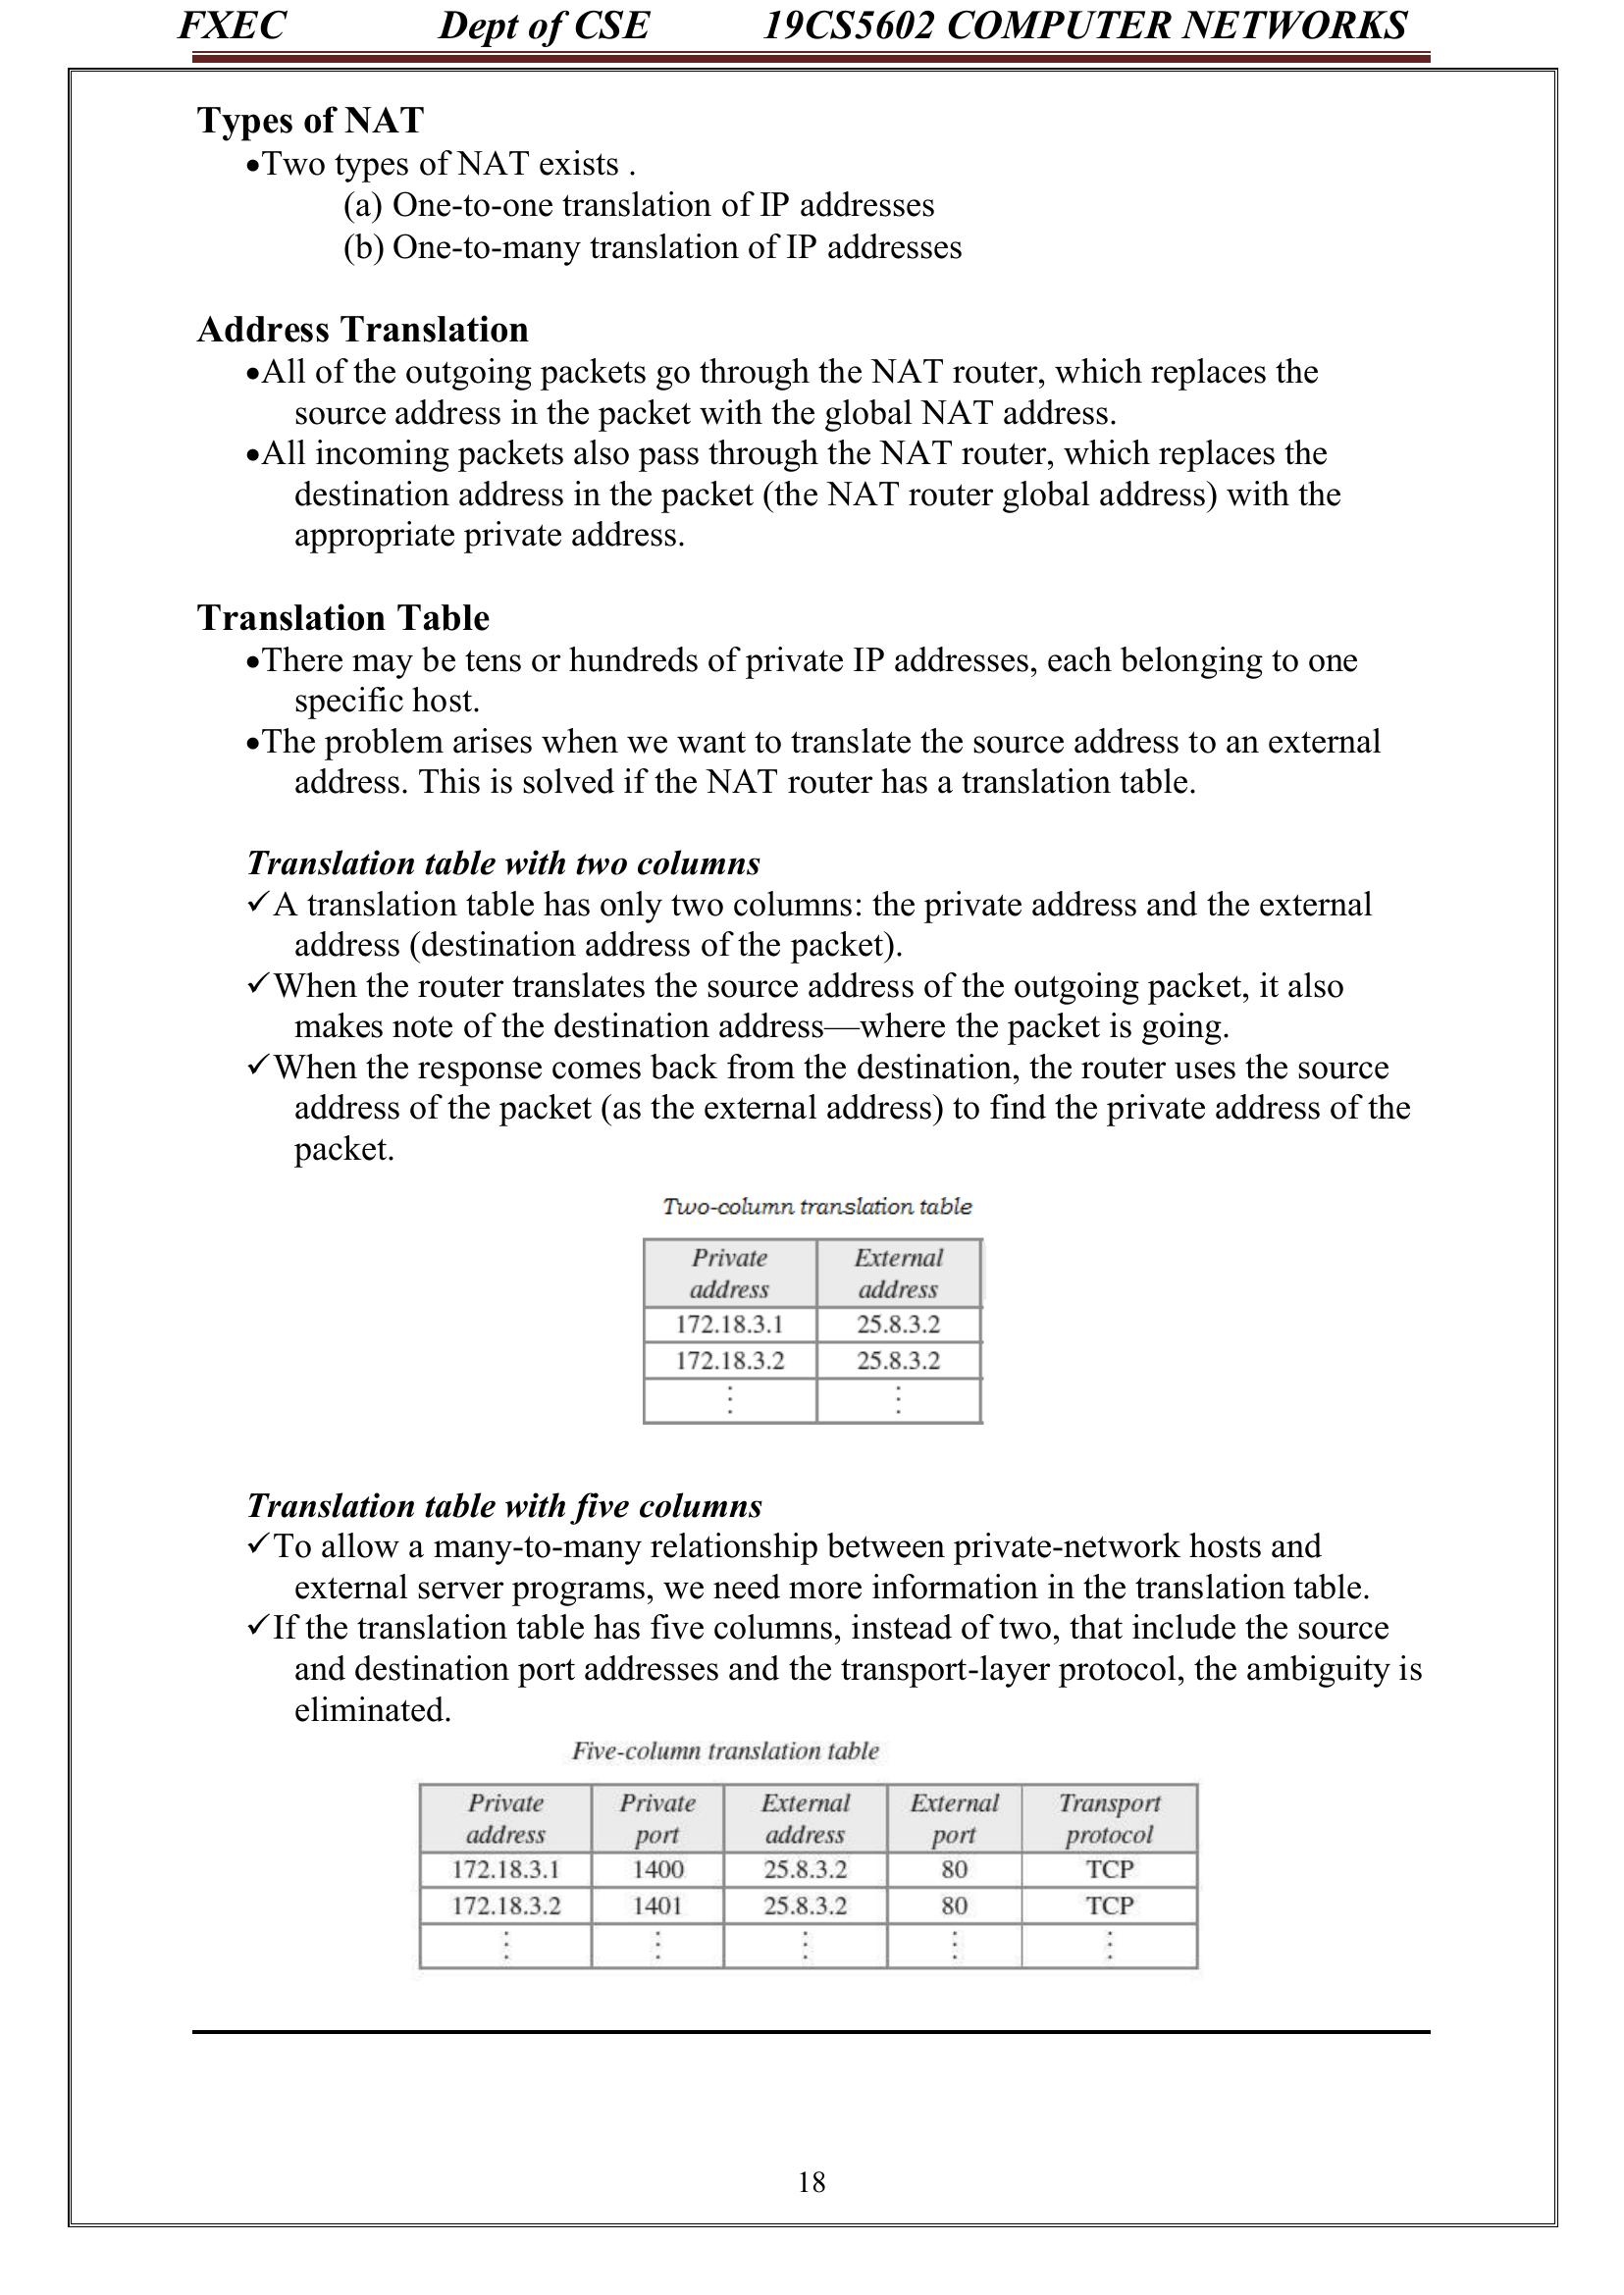 FXEC Dept of CSE 19CS5602 COMPUTER NETWORKS
Types of NAT
•Two types of NAT exists .
(a) One-to-one translation of IP addresses
(b) One-to-many translation of IP addresses
Address Translation
•All of the outgoing packets go through the NAT router, which replaces the
source address in the packet with the global NAT address.
•All incoming packets also pass through the NAT router, which replaces the
destination address in the packet (the NAT router global address) with the
appropriate private address.
Translation Table
•There may be tens or hundreds of private IP addresses, each belonging to one
specific host.
•The problem arises when we want to translate the source address to an external
address. This is solved if the NAT router has a translation table.
Translation table with two columns
✓A translation table has only two columns: the private address and the external
address (destination address of the packet).
✓When the router translates the source address of the outgoing packet, it also
makes note of the destination address—where the packet is going.
✓When the response comes back from the destination, the router uses the source
address of the packet (as the external address) to find the private address of the
packet.
Two-column translation table
Private External
address address
172.18.3.1 25.8.3.2
172.18.3.2 25.8.3.2
⋮ ⋮
Translation table with five columns
✓To allow a many-to-many relationship between private-network hosts and
external server programs, we need more information in the translation table.
✓If the translation table has five columns, instead of two, that include the source
and destination port addresses and the transport-layer protocol, the ambiguity is
eliminated.
Five-column translation table
Private Private External External Transport
address port address port protocol
172.18.3.1 1400 25.8.3.2 80 TCP
172.18.3.2 1401 25.8.3.2 80 TCP
⋮ ⋮ ⋮ ⋮ ⋮
18